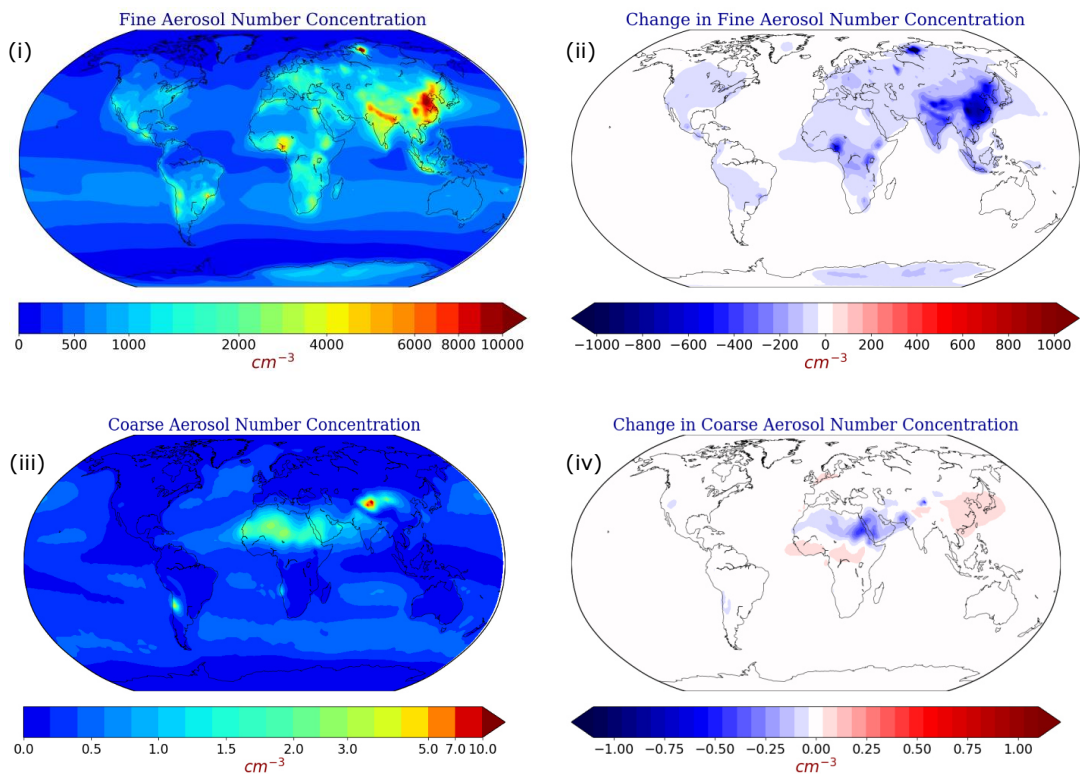 Fine Aerosol Number Concentration
(i)
0 500 1000 2000 4000 6000 8000 10000
cm⁻³
Change in Fine Aerosol Number Concentration
(ii)
−1000 −800 −600 −400 −200 0 200 400 600 800 1000
cm⁻³
Coarse Aerosol Number Concentration
(iii)
0.0 0.5 1.0 1.5 2.0 3.0 5.0 7.0 10.0
cm⁻³
Change in Coarse Aerosol Number Concentration
(iv)
−1.00 −0.75 −0.50 −0.25 0.00 0.25 0.50 0.75 1.00
cm⁻³